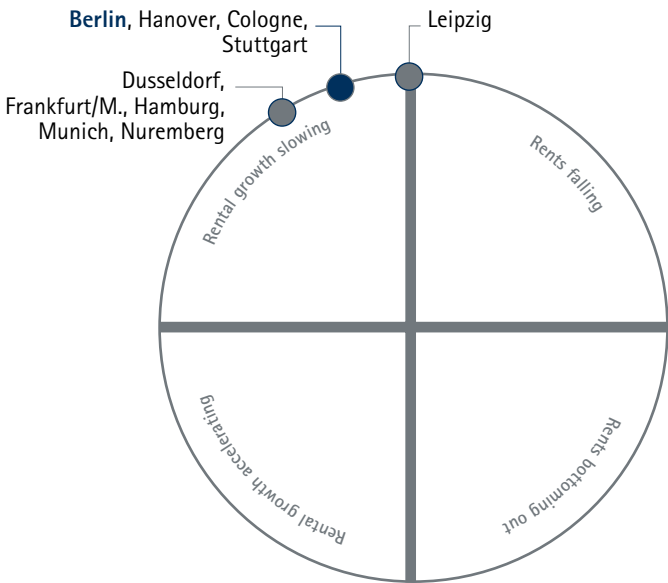 Berlin, Hanover, Cologne,
Stuttgart
Leipzig
Dusseldorf,
Frankfurt/M., Hamburg,
Munich, Nuremberg
Rental growth slowing
Rents falling
Rental growth accelerating
Rents bottoming out